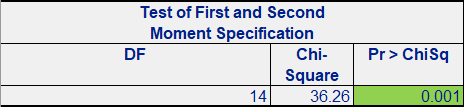 Test of First and Second
Moment Specification
DF Chi-Square Pr > ChiSq
14 36.26 0.001